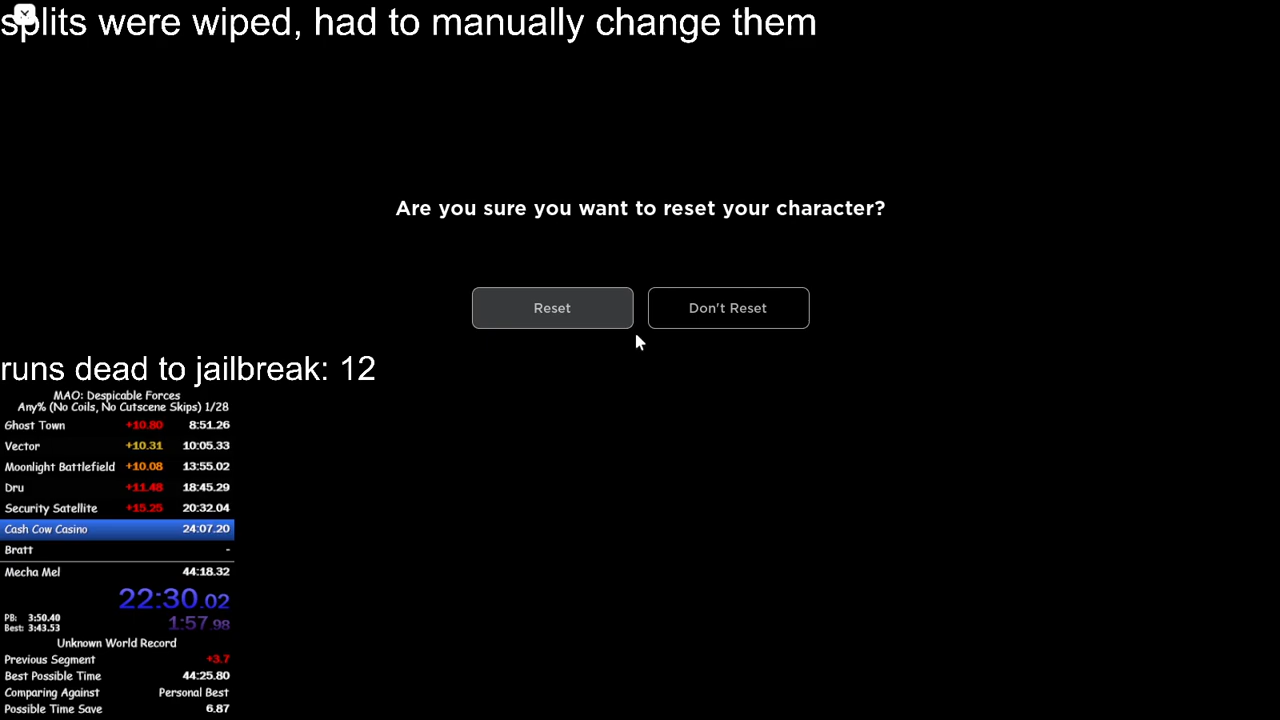 splits were wiped, had to manually change them
Are you sure you want to reset your character?
Reset Don't Reset
runs dead to jailbreak: 12
MAO: Despicable Forces
Any% (No Coils, No Cutscene Skips) 1/28
Ghost Town +10.80 8:51.26
Vector +10.31 10:05.33
Moonlight Battlefield +10.08 13:55.02
Dru +11.48 18:45.29
Security Satellite +15.25 20:32.04
Cash Cow Casino 24:07.20
Bratt -
Mecha Mel 44:18.32
22:30.02
PB: 3:50.40
Best: 3:43.53
1:57.98
Unknown World Record
Previous Segment +3.7
Best Possible Time 44:25.80
Comparing Against Personal Best
Possible Time Save 6.87